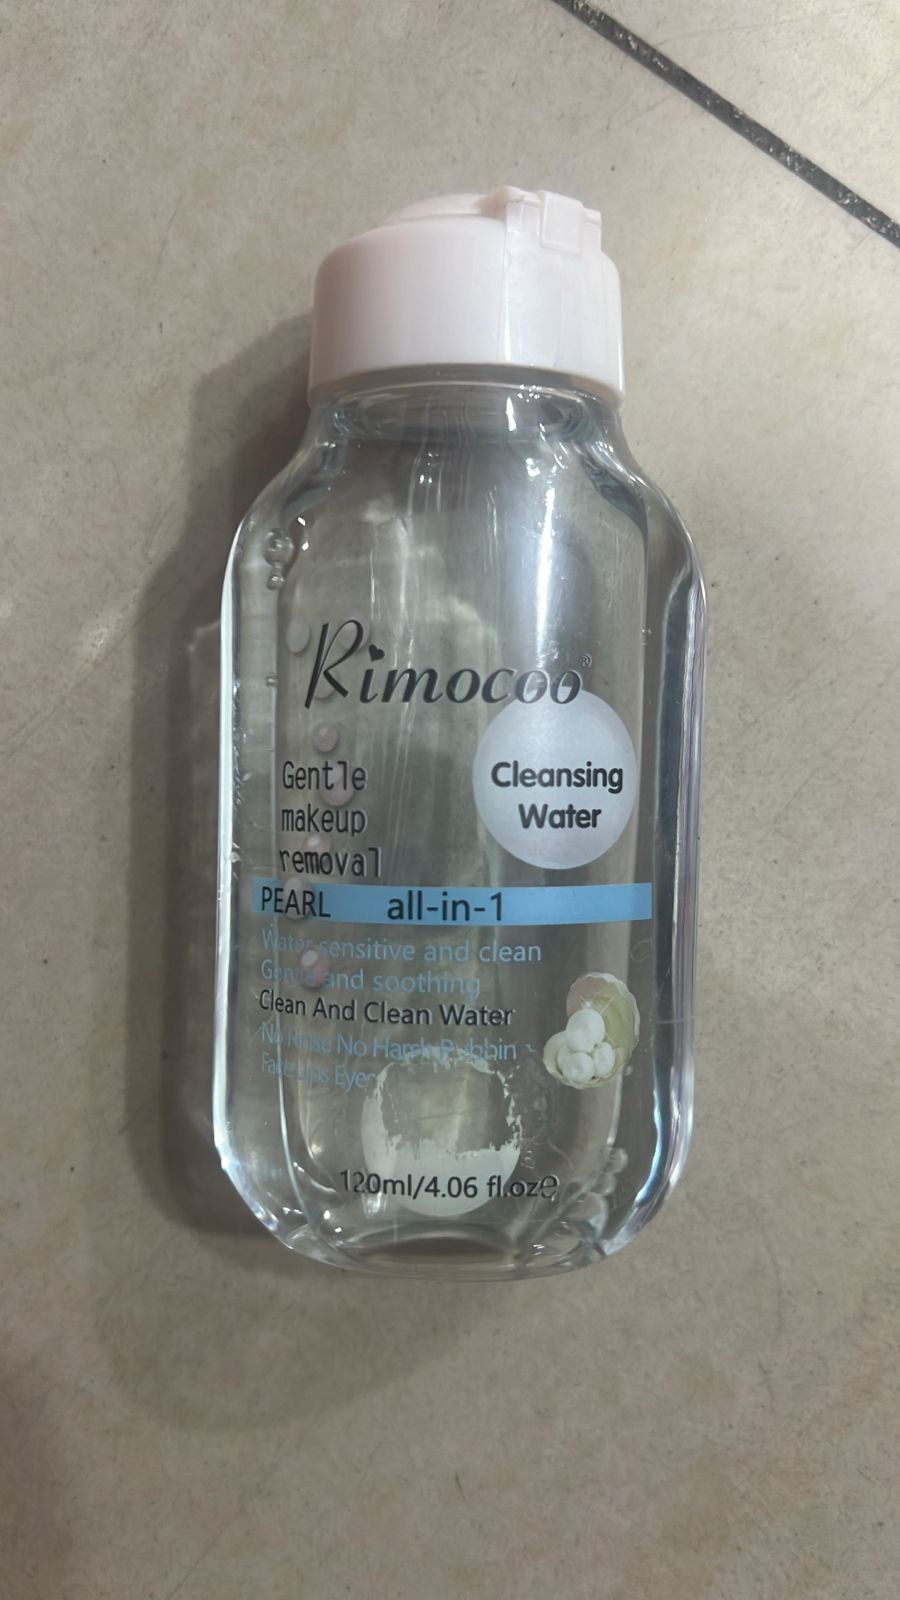 Rimocoo®
Gentle
makeup
removal
Cleansing
Water
PEARL all-in-1
Water sensitive and clean
Gentle and soothing
Clean And Clean Water
No Rinse No Harsh
Face Lips Eyes
120ml/4.06 fl.oz℮